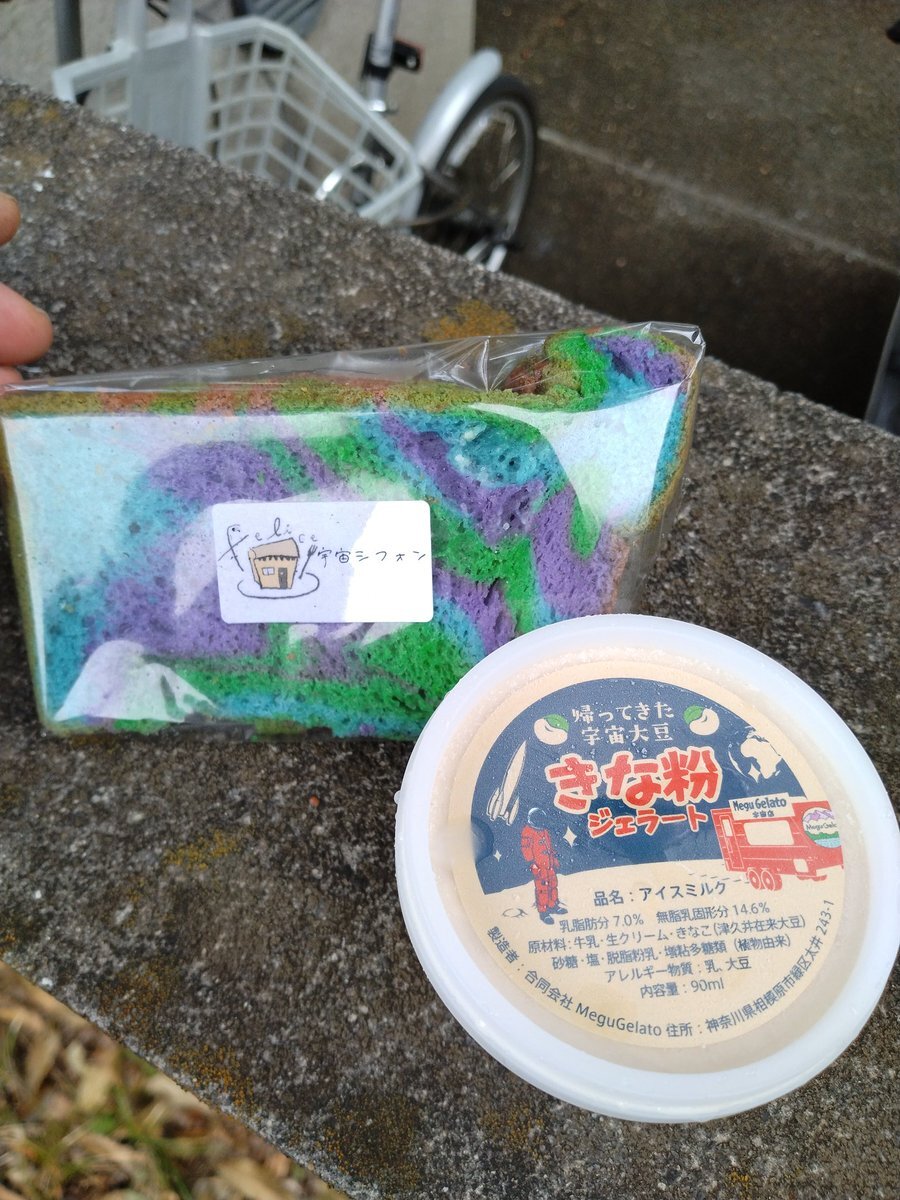 felice
宇宙シフォン
帰ってきた
宇宙大豆
きな粉
ジェラート
Megu Gelato
宇宙店
MeguGelato
品名：アイスミルク
乳脂肪分 7.0% 無脂乳固形分 14.6%
原材料：牛乳・生クリーム・きなこ（津久井在来大豆）
砂糖・塩・脱脂粉乳・増粘多糖類（植物由来）
アレルギー物質：乳、大豆
内容量：90ml
製造者：合同会社 MeguGelato 住所：神奈川県相模原市緑区太井 243-1